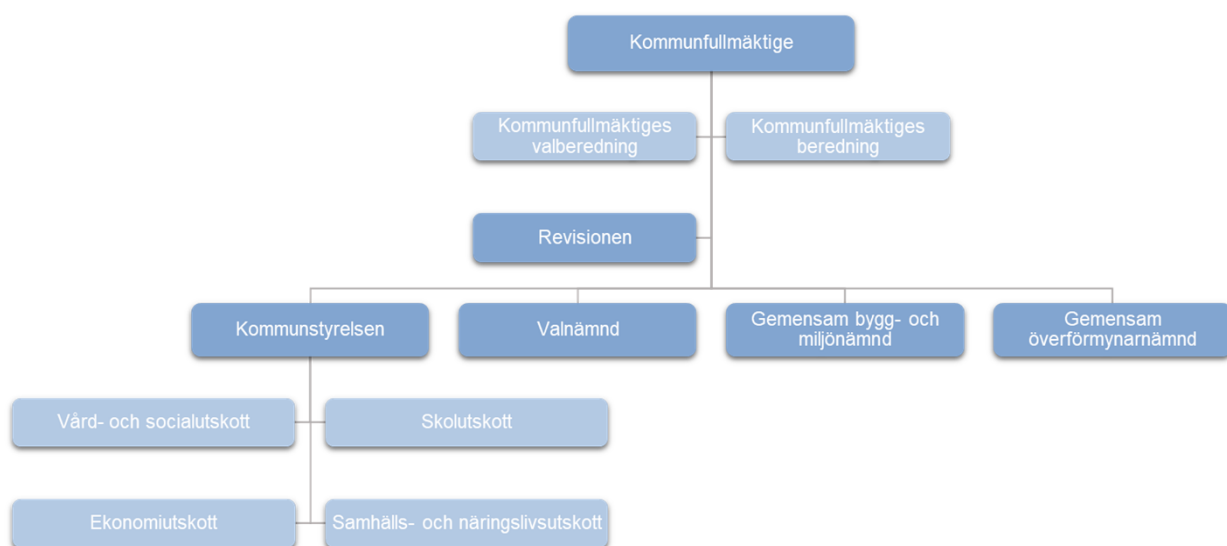 Kommunfullmäktige
Kommunfullmäktiges
valberedning
Kommunfullmäktiges
beredning
Revisionen
Kommunstyrelsen
Valnämnd
Gemensam bygg- och
miljönämnd
Gemensam
överförmynarnämnd
Vård- och socialutskott
Skolutskott
Ekonomiutskott
Samhälls- och näringslivsutskott